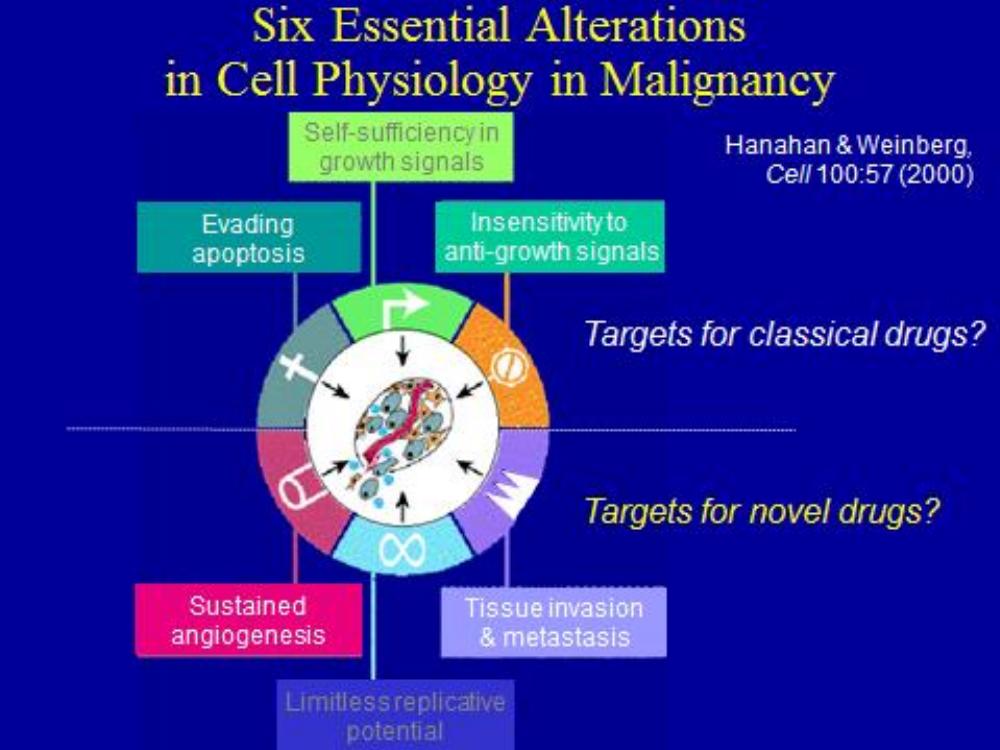 Six Essential Alterations
in Cell Physiology in Malignancy
Self-sufficiency in
growth signals
Hanahan & Weinberg,
Cell 100:57 (2000)
Evading
apoptosis
Insensitivity to
anti-growth signals
Targets for classical drugs?
Targets for novel drugs?
Sustained
angiogenesis
Tissue invasion
& metastasis
Limitless replicative
potential